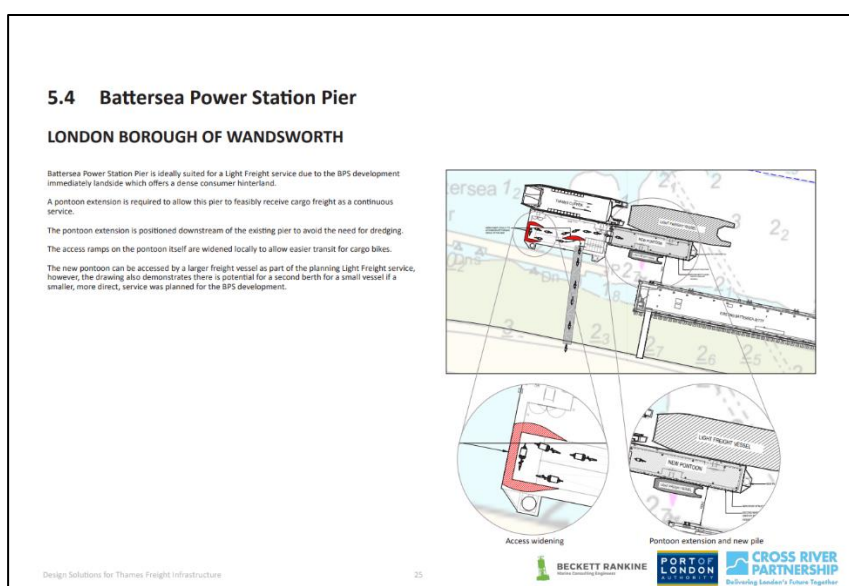 5.4 Battersea Power Station Pier
LONDON BOROUGH OF WANDSWORTH
Battersea Power Station Pier is ideally suited for a Light Freight service due to the BPS development
immediately landside which offers a dense consumer hinterland.
A pontoon extension is required to allow this pier to feasibly receive cargo freight as a continuous
service.
The pontoon extension is positioned downstream of the existing pier to avoid the need for dredging.
The access ramps on the pontoon itself are widened locally to allow easier transit for cargo bikes.
The new pontoon can be accessed by a larger freight vessel as part of the planning Light Freight service,
however, the drawing also demonstrates there is potential for a second berth for a small vessel if a
smaller, more direct, service was planned for the BPS development.
ersea
THAMES CLIPPER
LIGHT FREIGHT VESSEL
NEW PONTOON
LIGHT FREIGHT VESSEL
NEW PONTOON
LIGHT FREIGHT VESSEL
Access widening
Pontoon extension and new pile
Design Solutions for Thames Freight Infrastructure
25
BECKETT RANKINE
Marine Consulting Engineers
PORT OF
LONDON
AUTHORITY
CROSS RIVER
PARTNERSHIP
Delivering London's Future Together